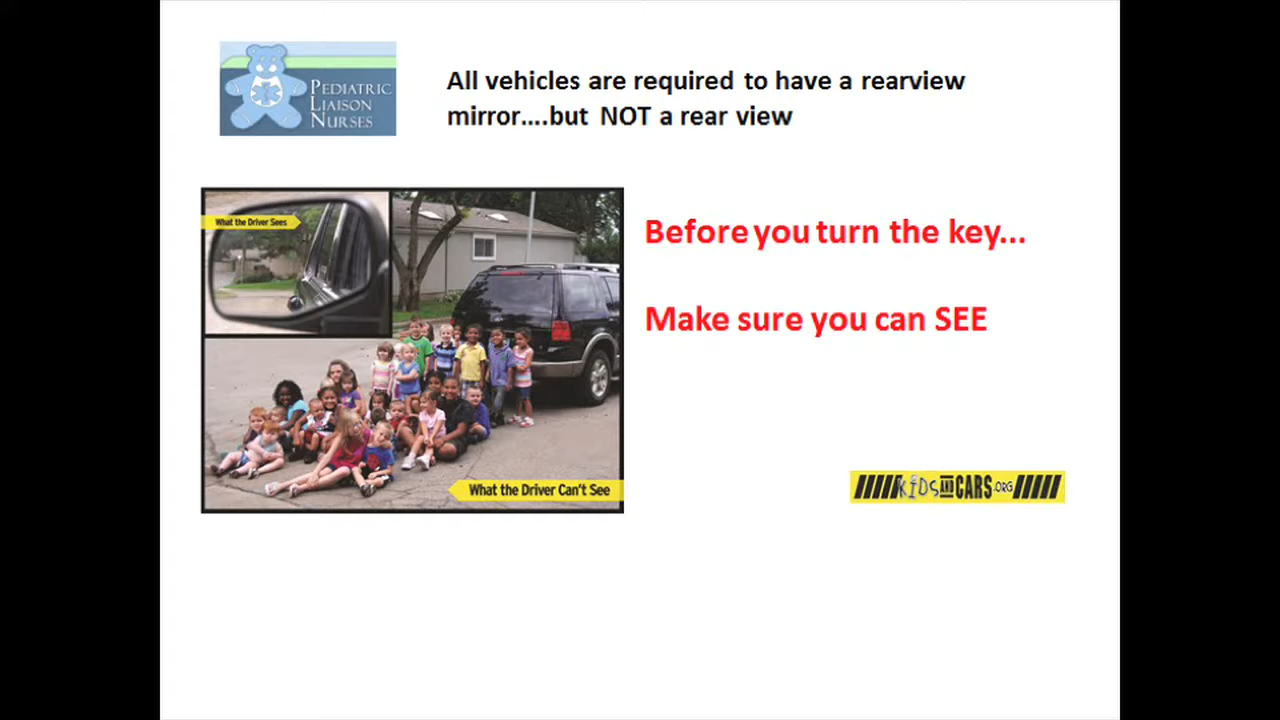 PEDIATRIC
LIAISON
NURSES
All vehicles are required to have a rearview
mirror....but NOT a rear view
What the Driver Sees
Before you turn the key...
Make sure you can SEE
What the Driver Can't See
KIDS AND CARS.ORG